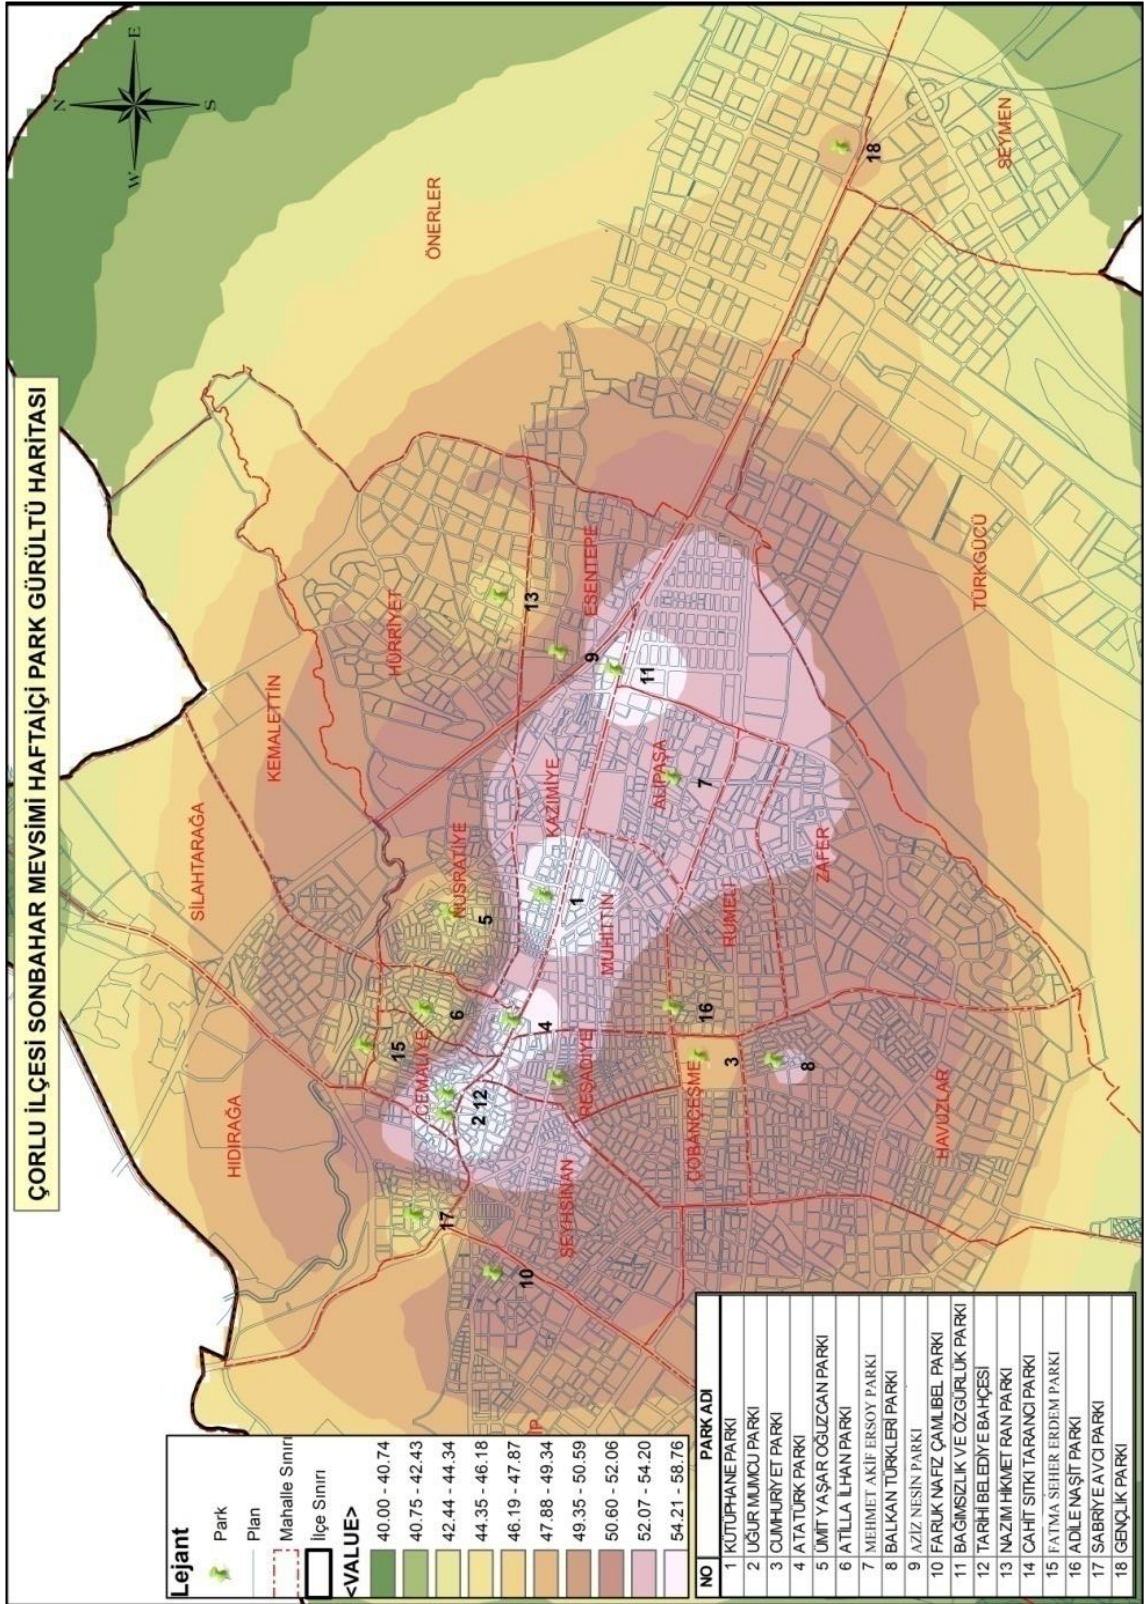 ÇORLU İLÇESİ SONBAHAR MEVSİMİ HAFTAİÇİ PARK GÜRÜLTÜ HARİTASI
N
E
W
S
ÖNERLER
SEYMEN
18
SİLAHTARAĞA
KEMALETTİN
HÜRRİYET
13
ESENTEPE
9
11
TÜRKGÜCÜ
HIDIRAĞA
NUSRATİYE
5
KAZIMİYE
ALİPAŞA
7
1
MUHİTTİN
RUMELİ
ZAFER
15
6
CEMALİYE
4
2 12
REŞADİYE
16
3
ÇOBANÇEŞME
8
HAVUZLAR
17
ŞEYHSİNAN
10
IP
Lejant
Park
Plan
Mahalle Sınırı
İlçe Sınırı
<VALUE>
40.00 - 40.74
40.75 - 42.43
42.44 - 44.34
44.35 - 46.18
46.19 - 47.87
47.88 - 49.34
49.35 - 50.59
50.60 - 52.06
52.07 - 54.20
54.21 - 58.76
NO PARK ADI
1 KÜTÜPHANE PARKI
2 UĞUR MUMCU PARKI
3 CUMHURİYET PARKI
4 ATATÜRK PARKI
5 ÜMİT YAŞAR OĞUZCAN PARKI
6 ATİLLA İLHAN PARKI
7 MEHMET AKİF ERSOY PARKI
8 BALKAN TÜRKLERİ PARKI
9 AZİZ NESİN PARKI
10 FARUK NAFIZ ÇAMLIBEL PARKI
11 BAĞIMSIZLIK VE ÖZGÜRLÜK PARKI
12 TARİHİ BELEDİYE BAHÇESİ
13 NAZIM HİKMET RAN PARKI
14 CAHİT SITKI TARANCI PARKI
15 FATMA SEHER ERDEM PARKI
16 ADİLE NAŞİT PARKI
17 SABRİYE AVCI PARKI
18 GENÇLİK PARKI